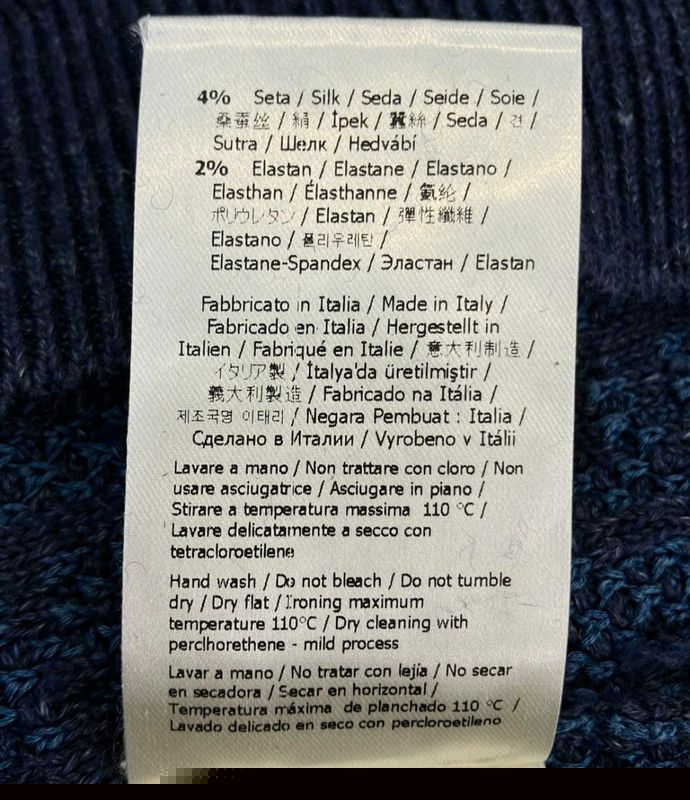 4% Seta / Silk / Seda / Seide / Soie /
桑蚕丝 / 絹 / İpek / 蠶絲 / Seda / 견 /
Sutra / Шелк / Hedvábí
2% Elastan / Elastane / Elastano /
Elasthan / Élasthanne / 氨纶 /
ポリウレタン / Elastan / 彈性纖維 /
Elastano / 폴리우레탄 /
Elastane-Spandex / Эластан / Elastan
Fabbricato in Italia / Made in Italy /
Fabricado en Italia / Hergestellt in
Italien / Fabriqué en Italie / 意大利制造 /
イタリア製 / İtalya'da üretilmiştir /
義大利製造 / Fabricado na Itália /
제조국명 이태리 / Negara Pembuat : Italia /
Сделано в Италии / Vyrobeno v Itálii
Lavare a mano / Non trattare con cloro / Non
usare asciugatrice / Asciugare in piano /
Stirare a temperatura massima 110 °C /
Lavare delicatamente a secco con
tetracloroetilene
Hand wash / Do not bleach / Do not tumble
dry / Dry flat / Ironing maximum
temperature 110°C / Dry cleaning with
perclhorethene - mild process
Lavar a mano / No tratar con lejía / No secar
en secadora / Secar en horizontal /
Temperatura máxima de planchado 110 °C /
Lavado delicado en seco con percloroetileno